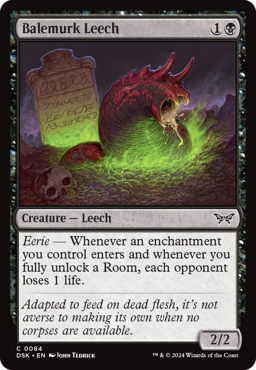 Balemurk Leech 1
Creature — Leech
Eerie — Whenever an enchantment
you control enters and whenever you
fully unlock a Room, each opponent
loses 1 life.
Adapted to feed on dead flesh, it's not
averse to making its own when no
corpses are available.
2/2
C 0084
DSK • EN JOHN TEDRICK
™ & © 2024 Wizards of the Coast